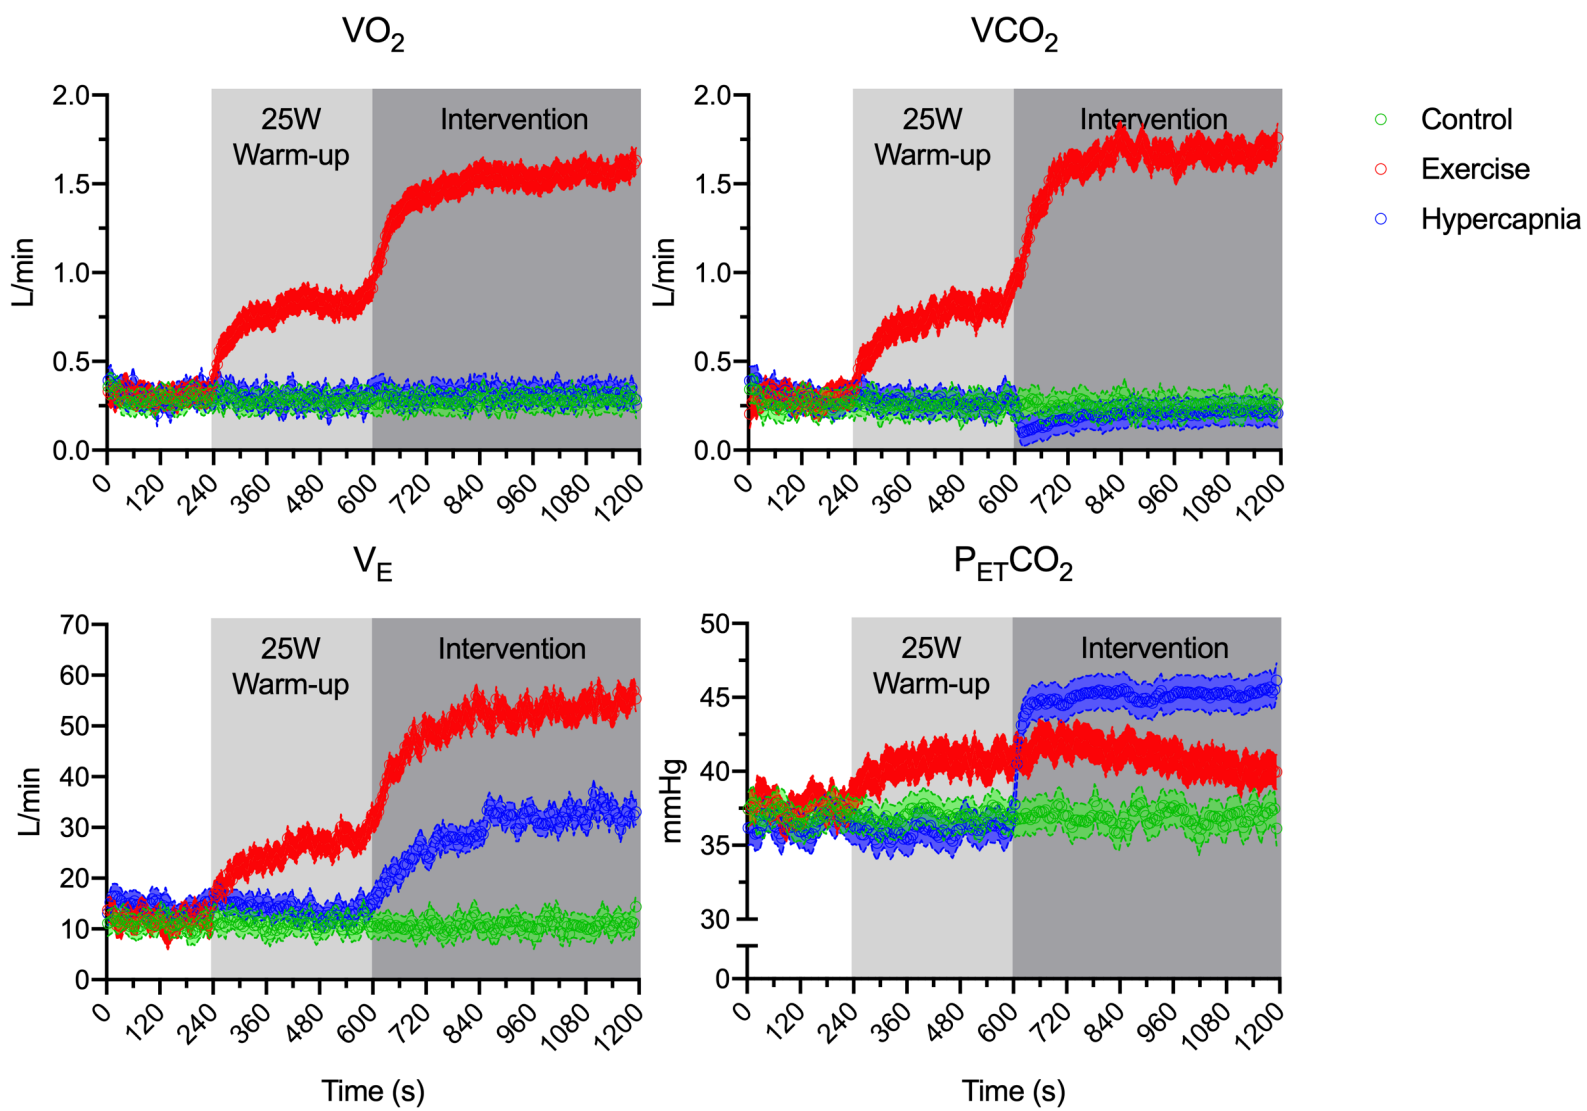 VO2
L/min
2.0
1.5
1.0
0.5
0.0
25W
Warm-up
Intervention
0 120 240 360 480 600 720 840 960 1080 1200
VCO2
L/min
2.0
1.5
1.0
0.5
0.0
25W
Warm-up
Intervention
0 120 240 360 480 600 720 840 960 1080 1200
Control
Exercise
Hypercapnia
VE
L/min
70
60
50
40
30
20
10
0
25W
Warm-up
Intervention
0 120 240 360 480 600 720 840 960 1080 1200
Time (s)
PETCO2
mmHg
50
45
40
35
30
0
25W
Warm-up
Intervention
0 120 240 360 480 600 720 840 960 1080 1200
Time (s)